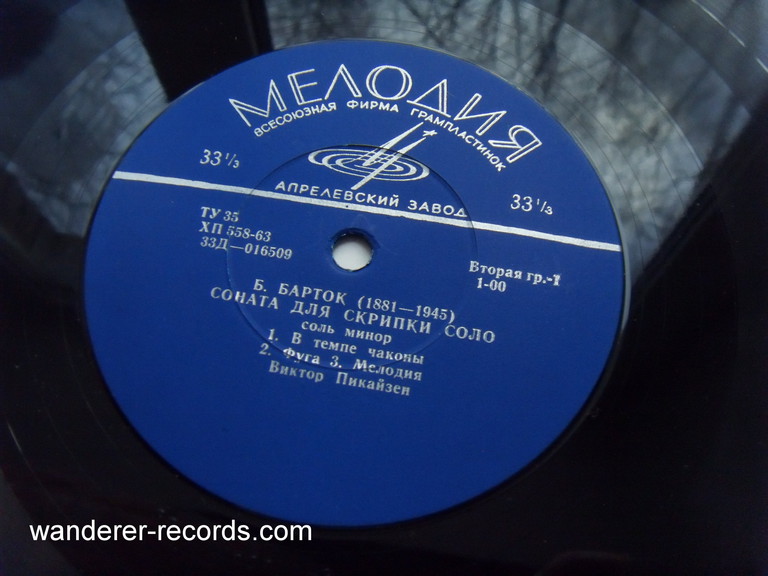 МЕЛОДИЯ
ВСЕСОЮЗНАЯ ФИРМА ГРАМПЛАСТИНОК
33 1/3
33 1/3
АПРЕЛЕВСКИЙ ЗАВОД
ТУ 35
ХП 558-63
33Д—016509
Вторая гр.-1
1-00
Б. БАРТОК (1881—1945)
СОНАТА ДЛЯ СКРИПКИ СОЛО
соль минор
1. В темпе чаконы
2. Фуга 3. Мелодия
Виктор Пикайзен
wanderer-records.com